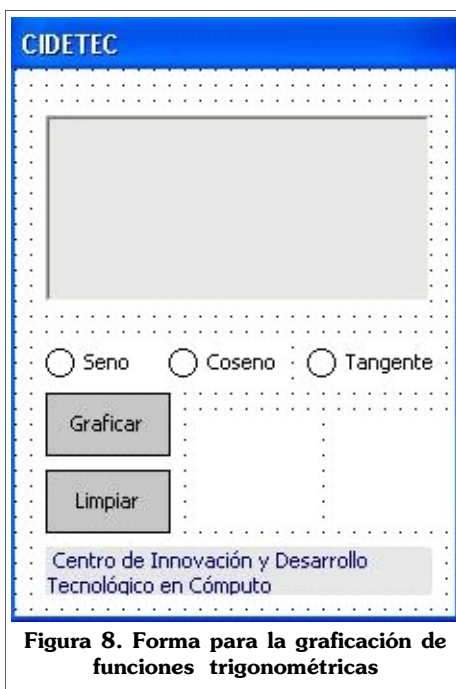 CIDETEC
Seno Coseno Tangente
Graficar
Limpiar
Centro de Innovación y Desarrollo
Tecnológico en Cómputo
Figura 8. Forma para la graficación de
funciones trigonométricas